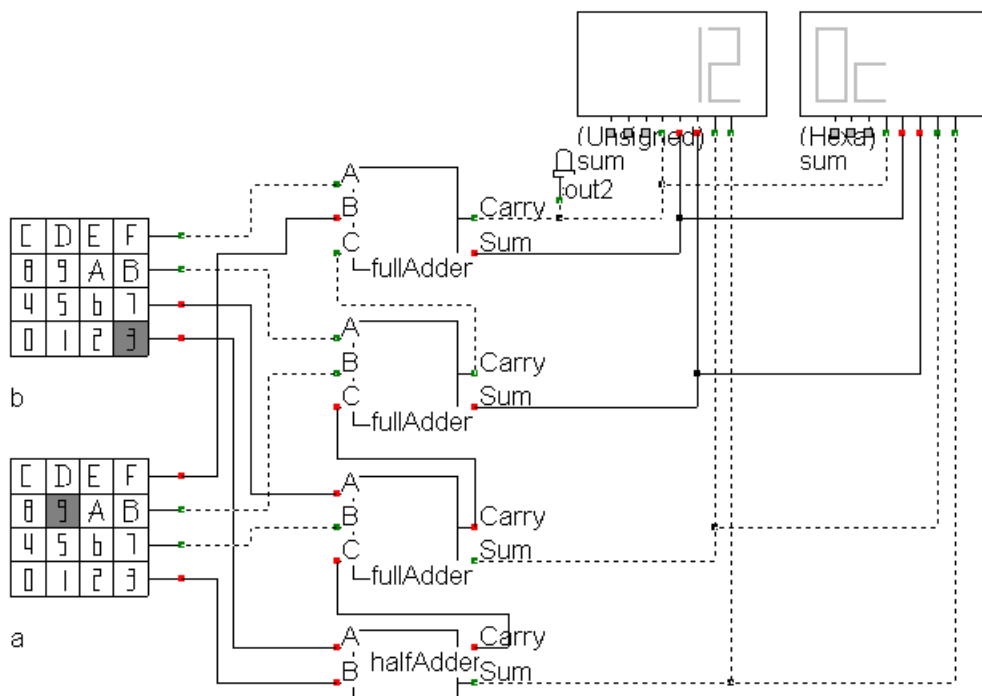 12
0c
(Unsigned)
sum
(Hexa)
sum
out2
A
B
C
Carry
Sum
fullAdder
C D E F
8 9 A B
4 5 6 7
0 1 2 3
b
A
B
C
Carry
Sum
fullAdder
C D E F
8 9 A B
4 5 6 7
0 1 2 3
a
A
B
C
Carry
Sum
fullAdder
A
B
halfAdder
Carry
Sum